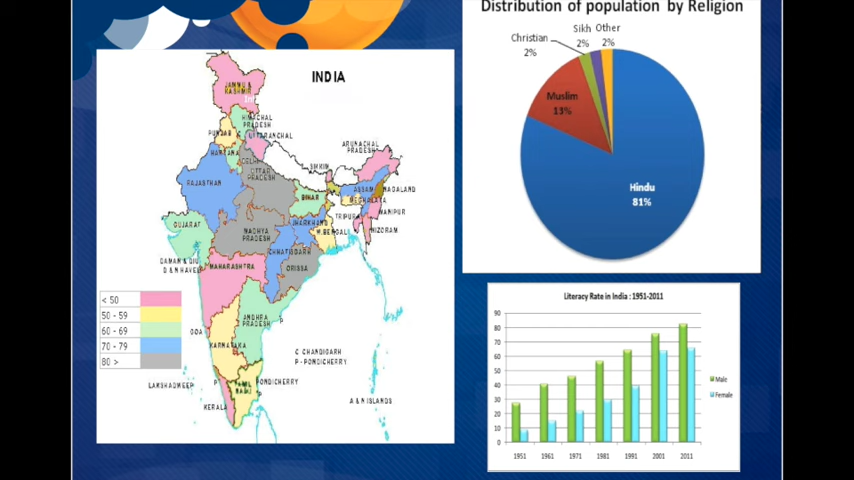 Distribution of population by Religion
Christian
2%
Sikh
2%
Other
2%
Muslim
13%
Hindu
81%
INDIA
JAMMU &
KASHMIR
HIMACHAL
PRADESH
PUNJAB
C
UTTARANCHAL
HARYANA
DELHI
UTTAR
PRADESH
RAJASTHAN
SIKKIM
ARUNACHAL
PRADESH
ASSAM
NAGALAND
MEGHALAYA
MANIPUR
TRIPURA
MIZORAM
BIHAR
JHARKHAND
W.BENGAL
GUJARAT
MADHYA
PRADESH
CHHATISGARH
ORISSA
DAMAN & DIU
D & N HAVELI
MAHARASHTRA
ANDHRA
PRADESH
P
GOA
KARNATAKA
C CHANDIGARH
P - PONDICHERRY
LAKSHADWEEP
P
TAMIL
NADU
PONDICHERRY
P
KERALA
A & N ISLANDS
< 50
50 - 59
60 - 69
70 - 79
80 >
Literacy Rate in India : 1951-2011
90
80
70
60
50
40
30
20
10
0
1951 1961 1971 1981 1991 2001 2011
Male
Female